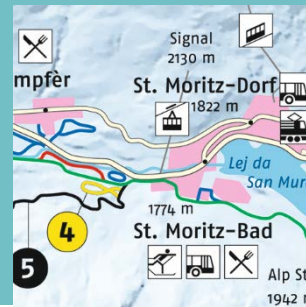 Signal
2130 m
mpfèr
St. Moritz-Dorf
1822 m
Lej da
San Mur
4
1774 m
St. Moritz-Bad
5
Alp St
1942 m